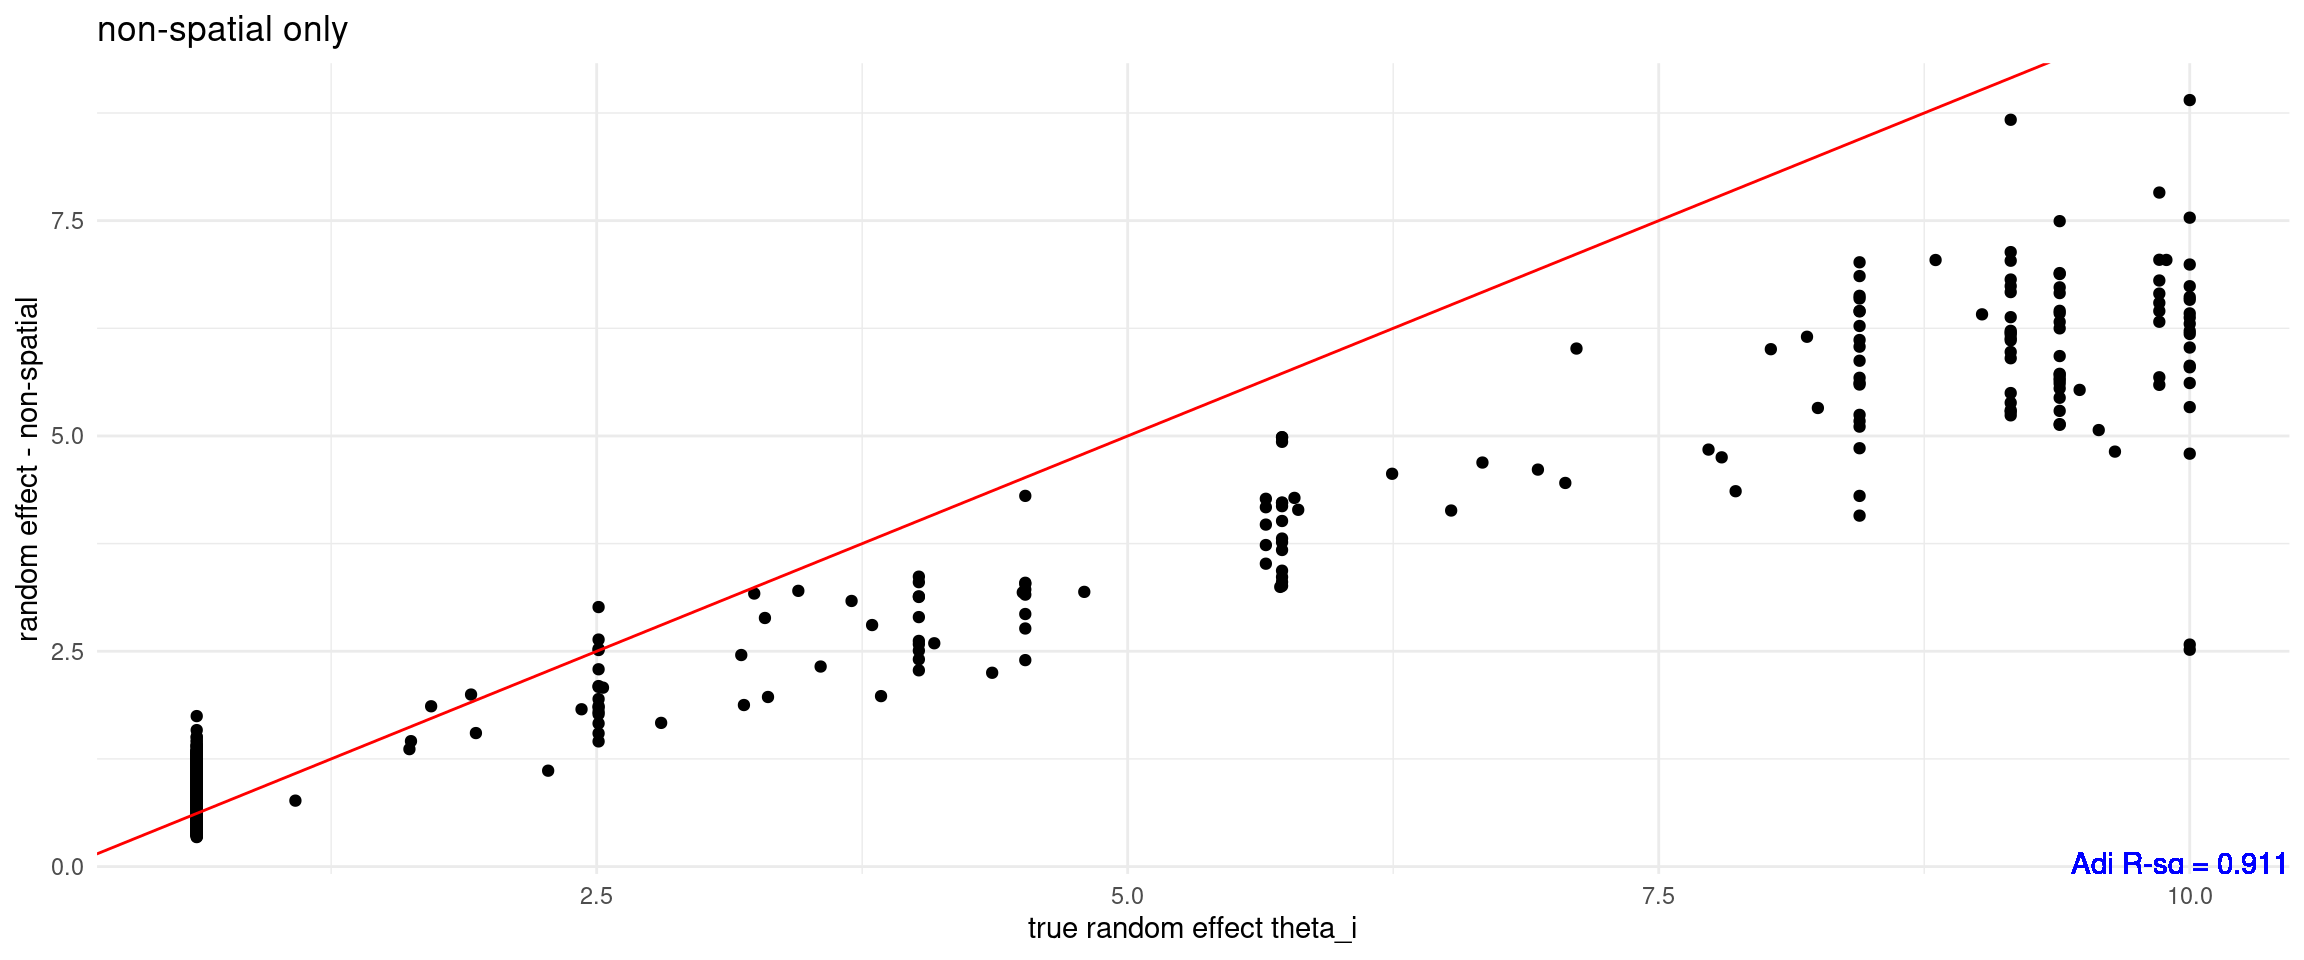 non-spatial only
random effect - non-spatial
7.5
5.0
2.5
0.0
Adj R-sq = 0.911
2.5
5.0
7.5
10.0
true random effect theta_i